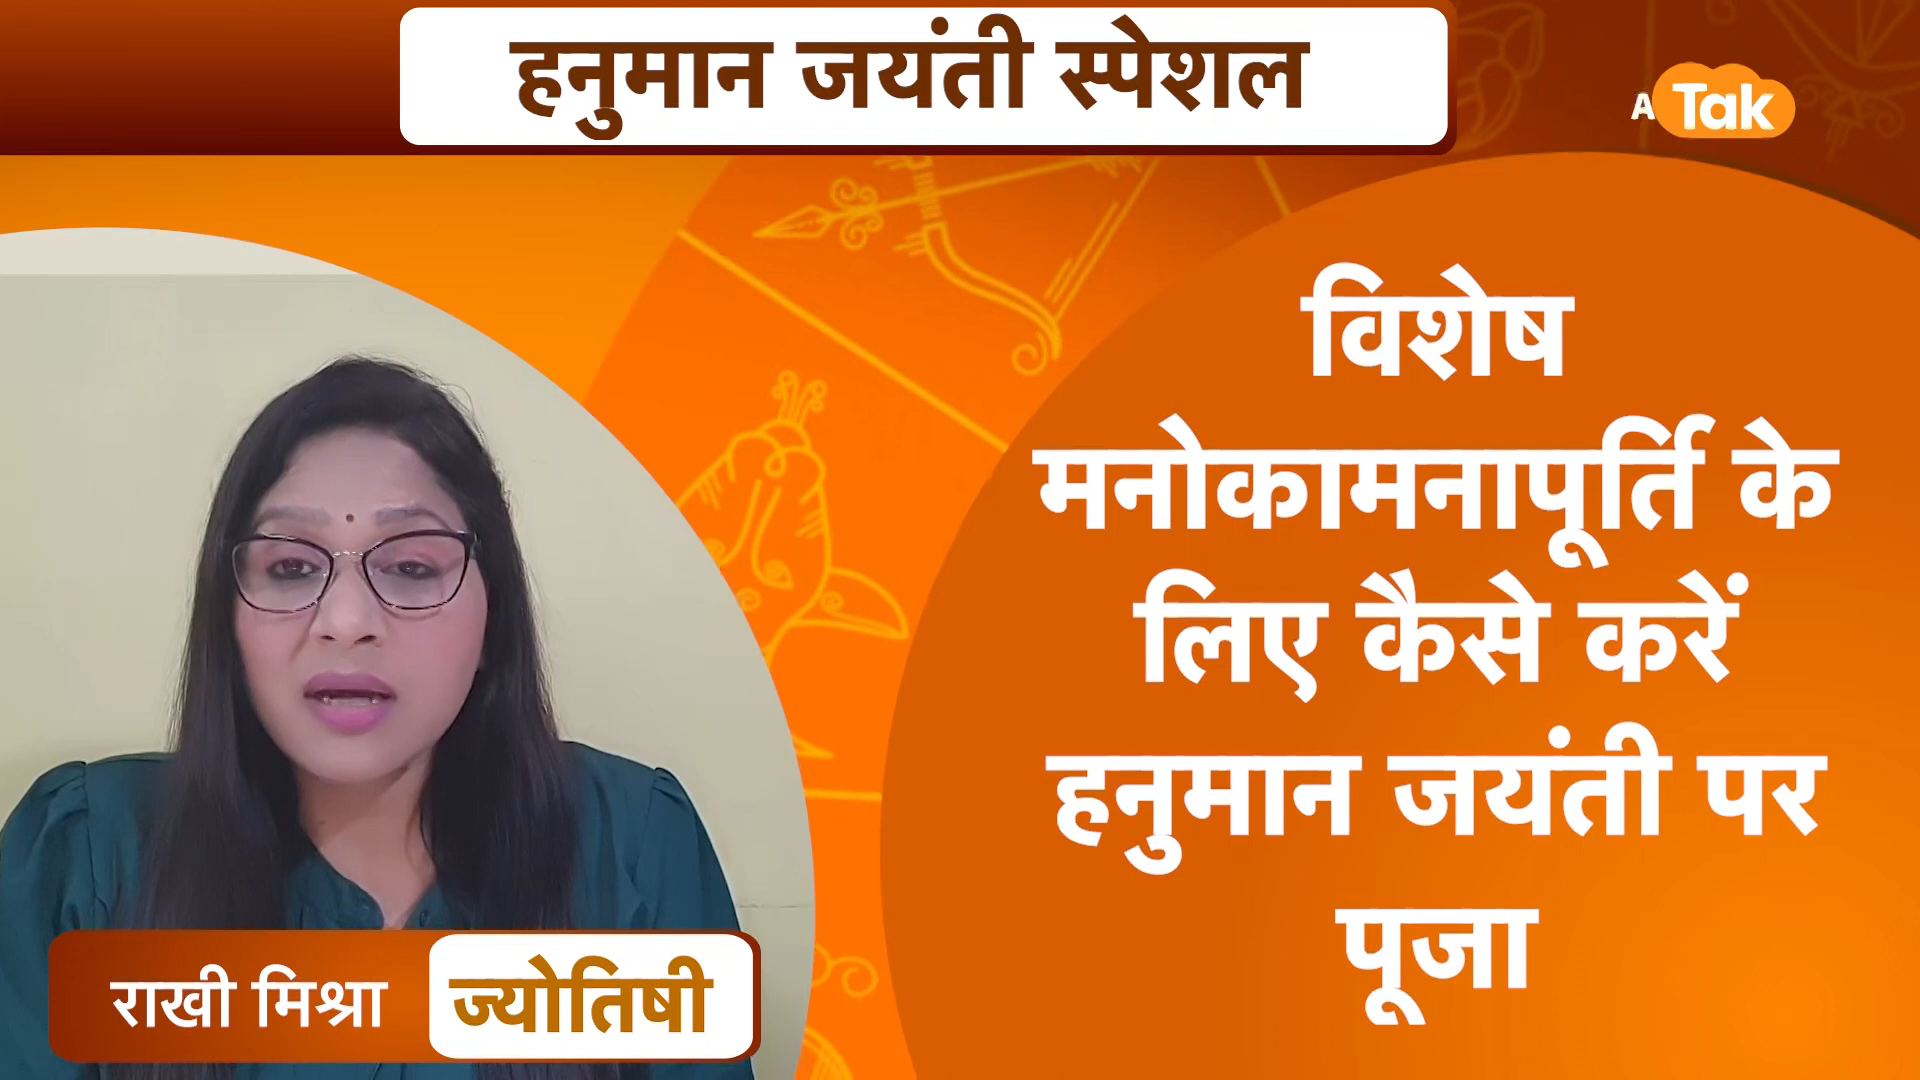 हनुमान जयंती स्पेशल
A Tak
विशेष
मनोकामनापूर्ति के
लिए कैसे करें
हनुमान जयंती पर
पूजा
राखी मिश्रा ज्योतिषी